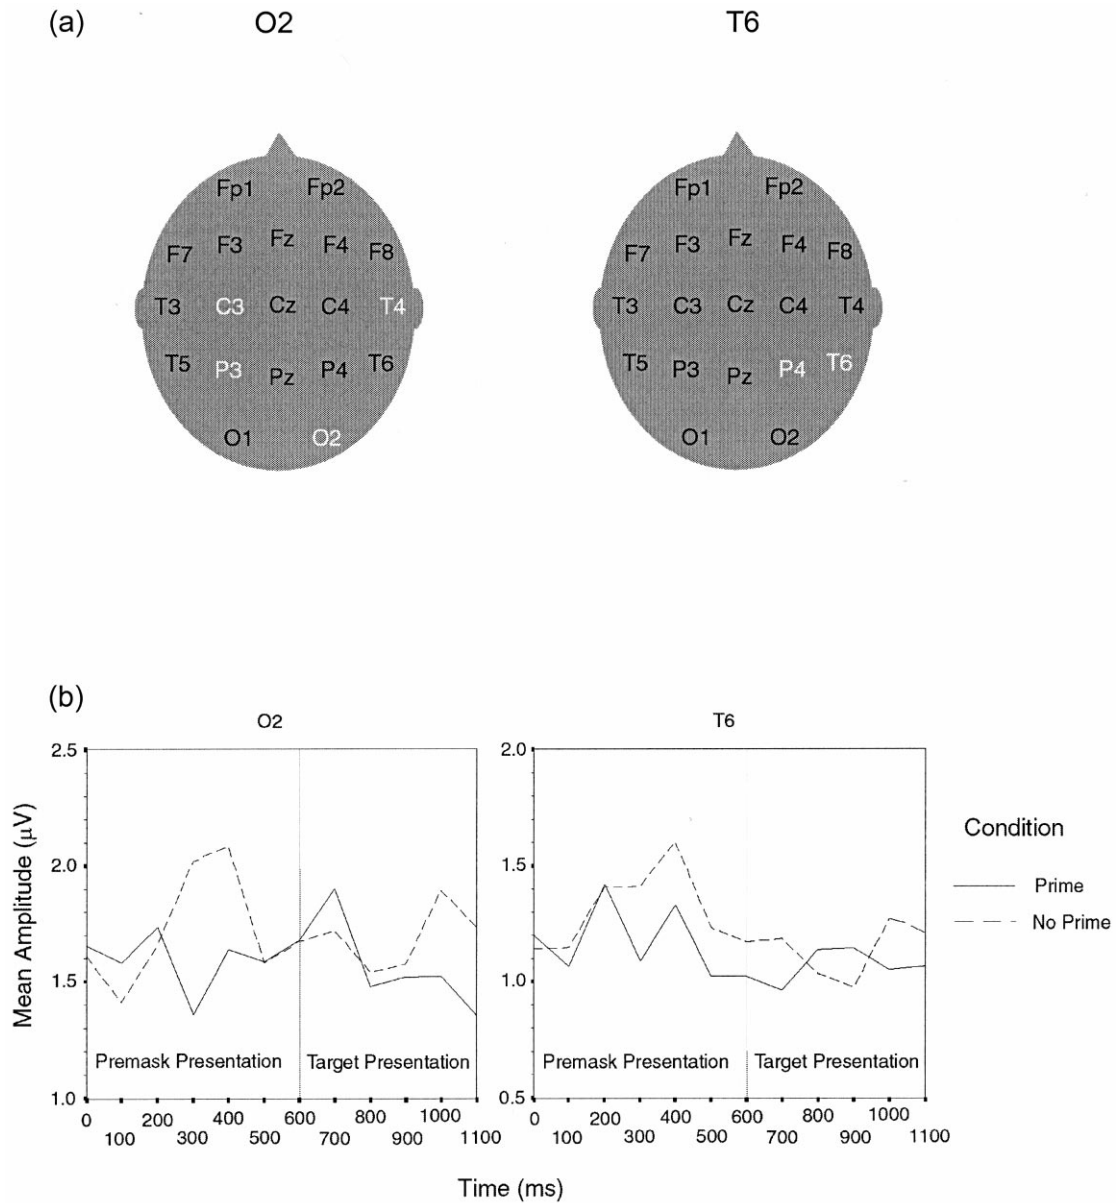 (a)
O2
T6
Fp1 Fp2
F7 F3 Fz F4 F8
T3 C3 Cz C4 T4
T5 P3 Pz P4 T6
O1 O2
Fp1 Fp2
F7 F3 Fz F4 F8
T3 C3 Cz C4 T4
T5 P3 Pz P4 T6
O1 O2
(b)
O2
Mean Amplitude (μV)
2.5
2.0
1.5
1.0
Premask Presentation
Target Presentation
0 100 200 300 400 500 600 700 800 900 1000 1100
T6
2.0
1.5
1.0
0.5
Premask Presentation
Target Presentation
0 100 200 300 400 500 600 700 800 900 1000 1100
Time (ms)
Condition
Prime
No Prime